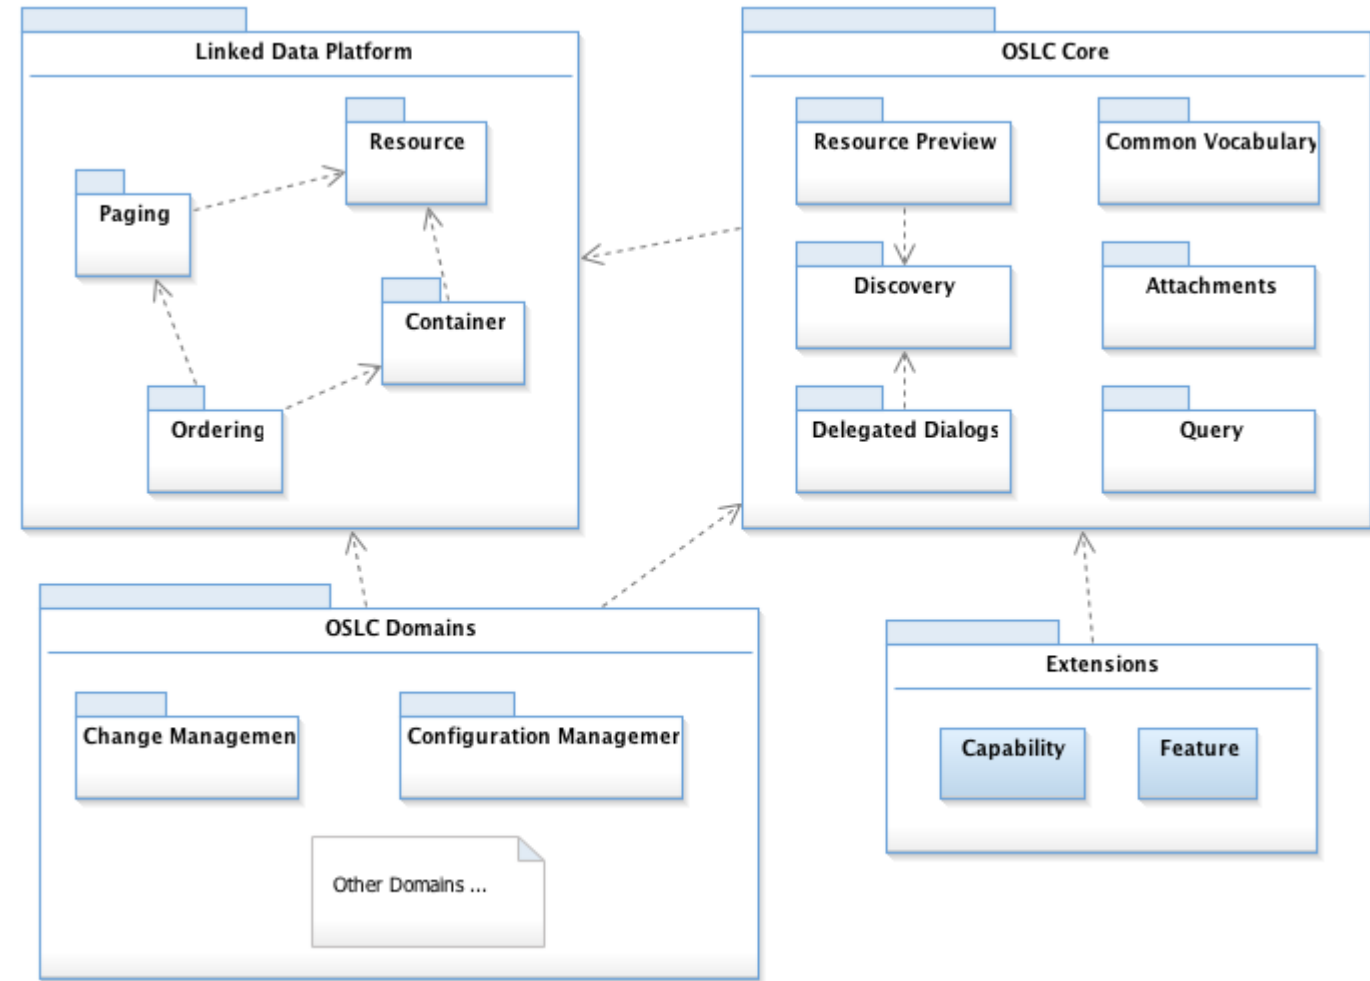 Linked Data Platform
Resource
Paging
Container
Ordering
OSLC Core
Resource Preview
Common Vocabulary
Discovery
Attachments
Delegated Dialogs
Query
OSLC Domains
Change Managemen
Configuration Managemer
Other Domains ...
Extensions
Capability
Feature